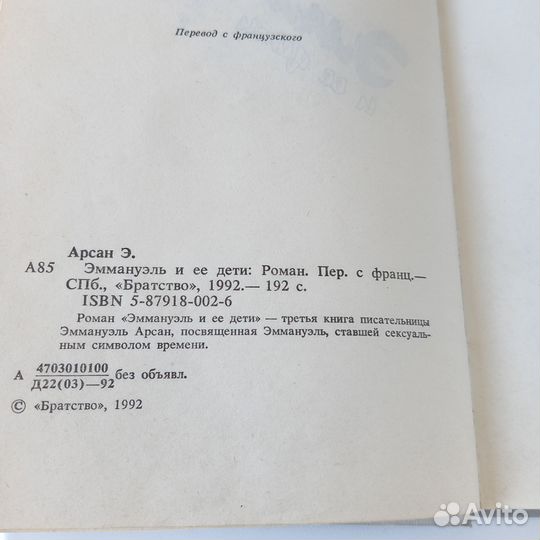 Перевод с французского
Арсан Э.
А85 Эммануэль и ее дети: Роман. Пер. с франц.—
СПб., «Братство», 1992.— 192 с.
ISBN 5-87918-002-6
Роман «Эммануэль и ее дети» — третья книга писательницы
Эммануэль Арсан, посвященная Эммануэль, ставшей сексуаль-
ным символом времени.
А 4703010100 без объявл.
Д22(03)—92
© «Братство», 1992
Avito